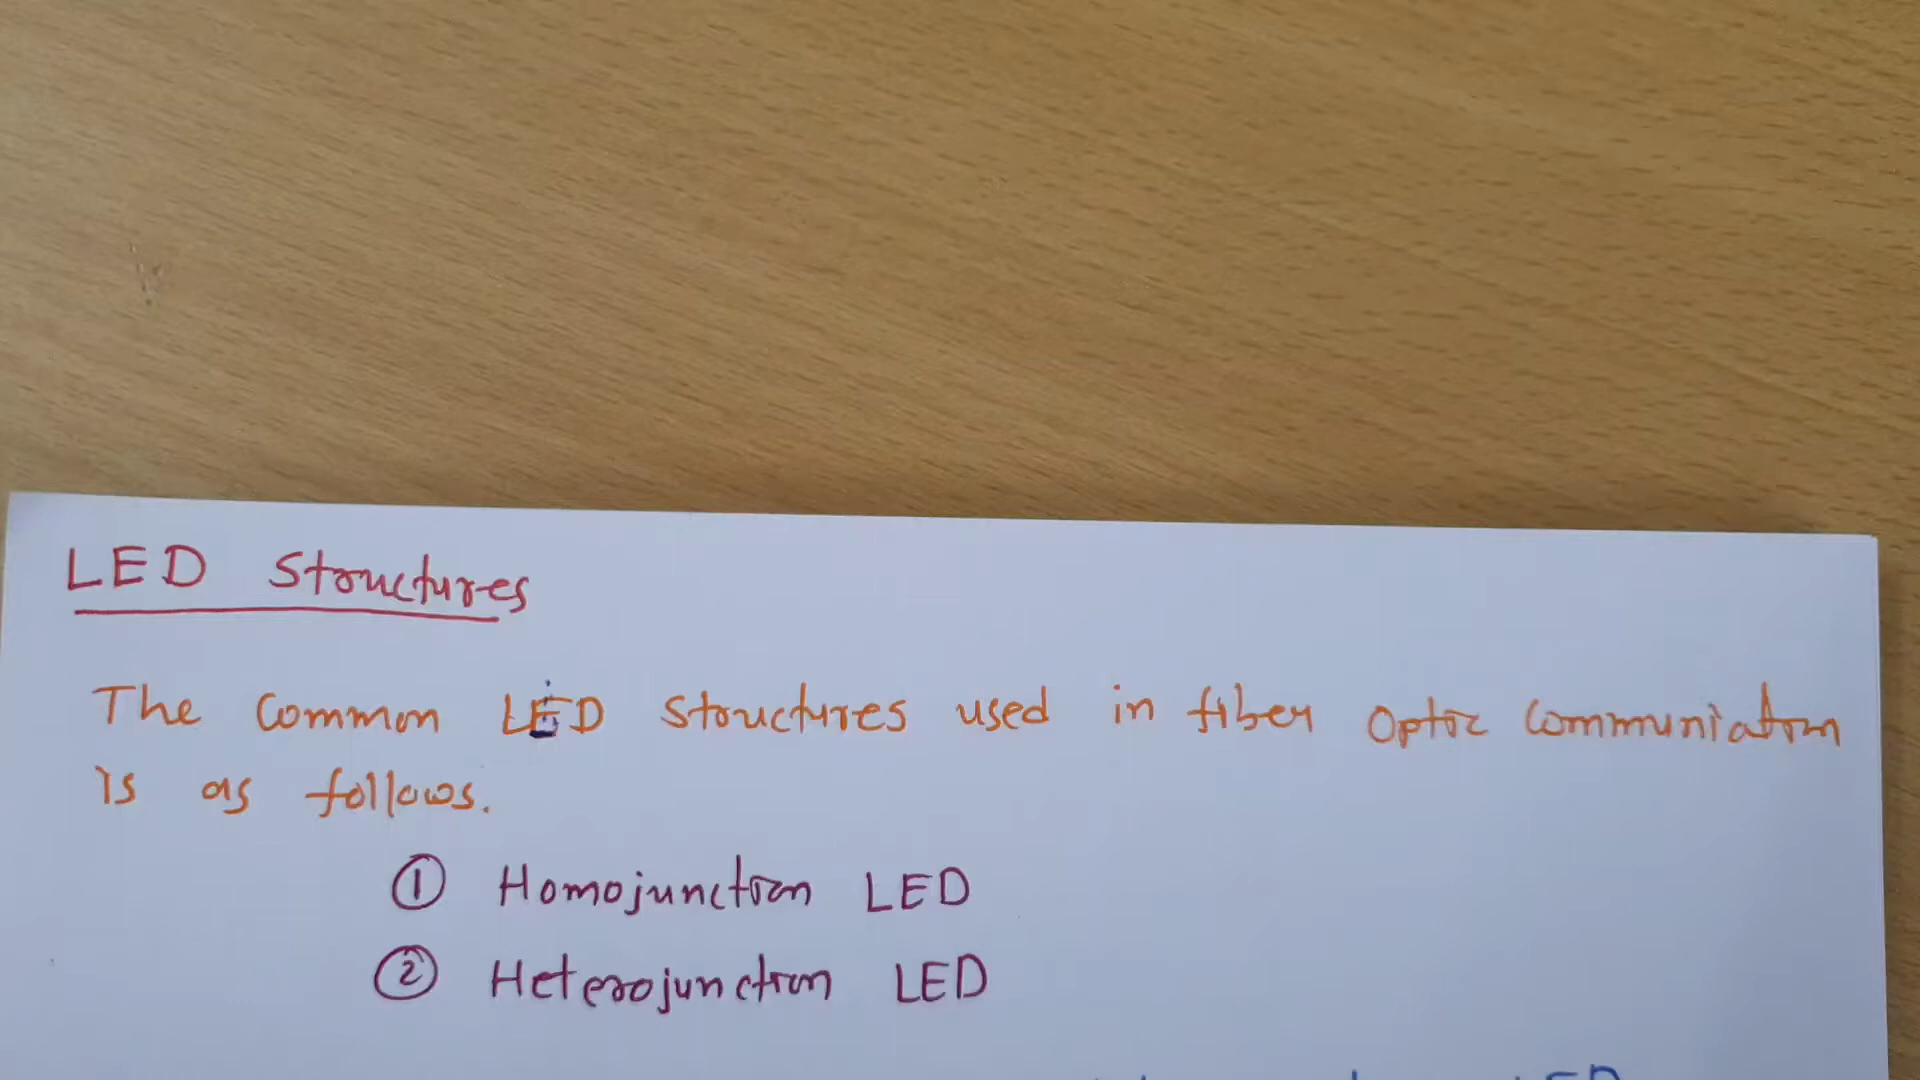 LED Structures
The Common LED Structures used in fiber Optic Communiation
is as follows.
① Homojunction LED
② Heterojunction LED